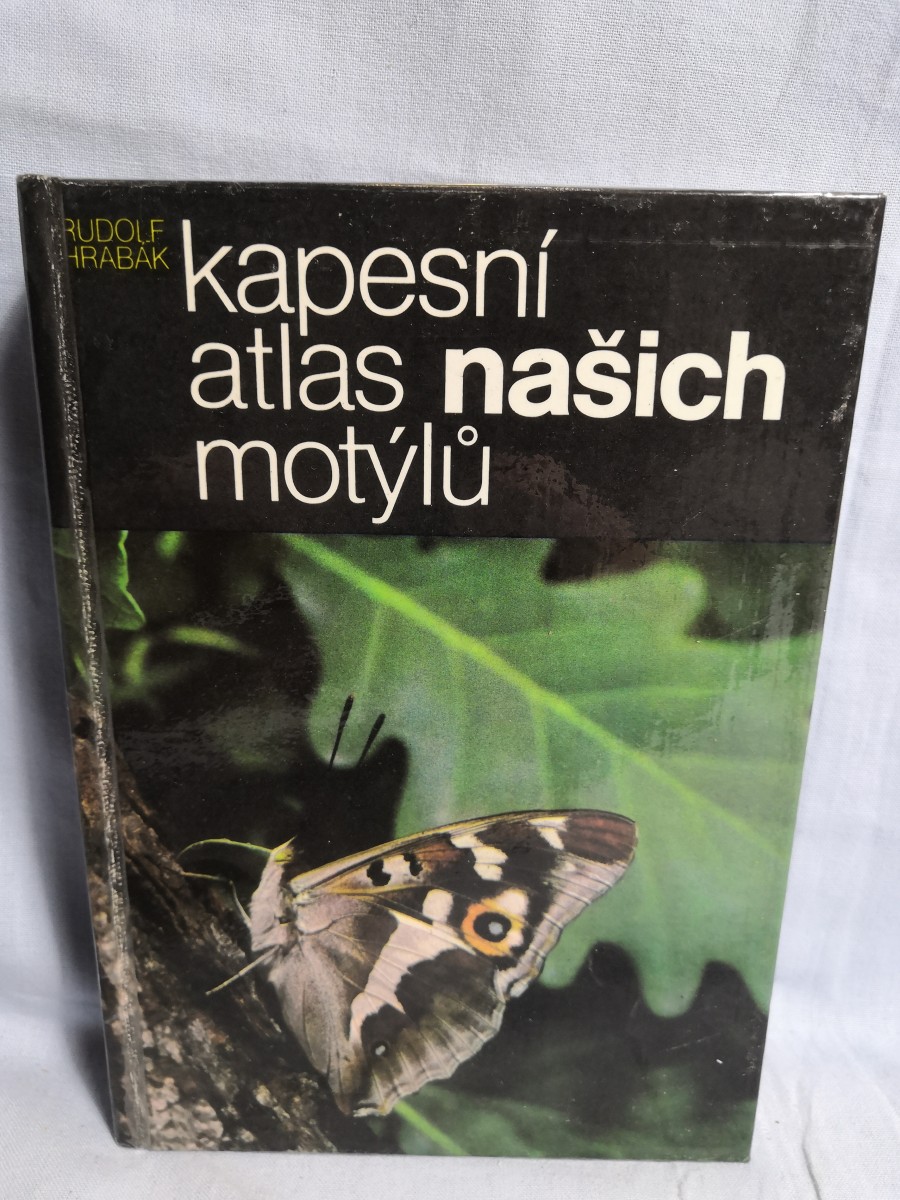 RUDOLF
HRABÁK
kapesní
atlas našich
motýlů